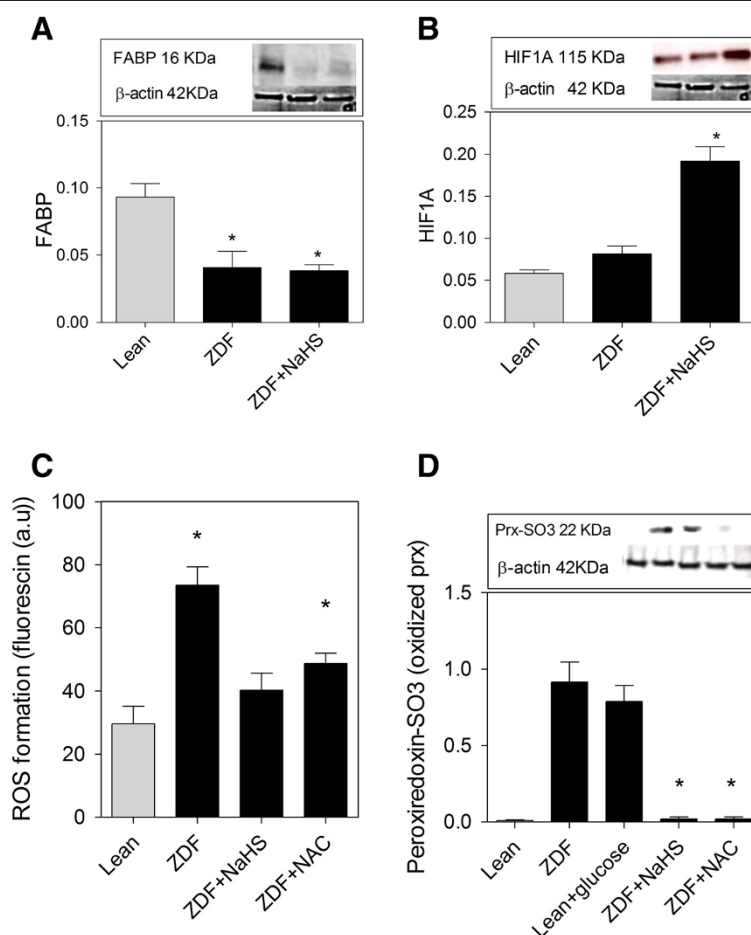 A
FABP 16 KDa
β-actin 42KDa
0.15
0.10
0.05
0.00
FABP
*
*
Lean
ZDF
ZDF+NaHS
B
HIF1A 115 KDa
β-actin 42 KDa
0.25
0.20
0.15
0.10
0.05
0.00
HIF1A
*
Lean
ZDF
ZDF+NaHS
C
100
80
60
40
20
0
ROS formation (fluorescin (a.u))
*
*
Lean
ZDF
ZDF+NaHS
ZDF+NAC
D
Prx-SO3 22 KDa
β-actin 42KDa
1.5
1.0
0.5
0.0
Peroxiredoxin-SO3 (oxidized prx)
*
*
Lean
ZDF
Lean+glucose
ZDF+NaHS
ZDF+NAC